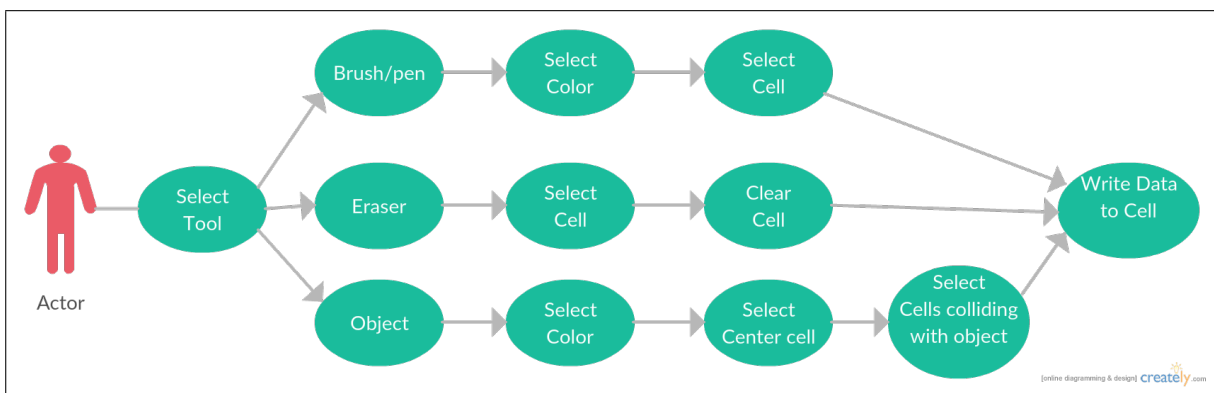 Brush/pen
Select
Color
Select
Cell
Select
Tool
Eraser
Select
Cell
Clear
Cell
Write Data
to Cell
Actor
Object
Select
Color
Select
Center cell
Select
Cells colliding
with object
[online diagramming & design] creately.com